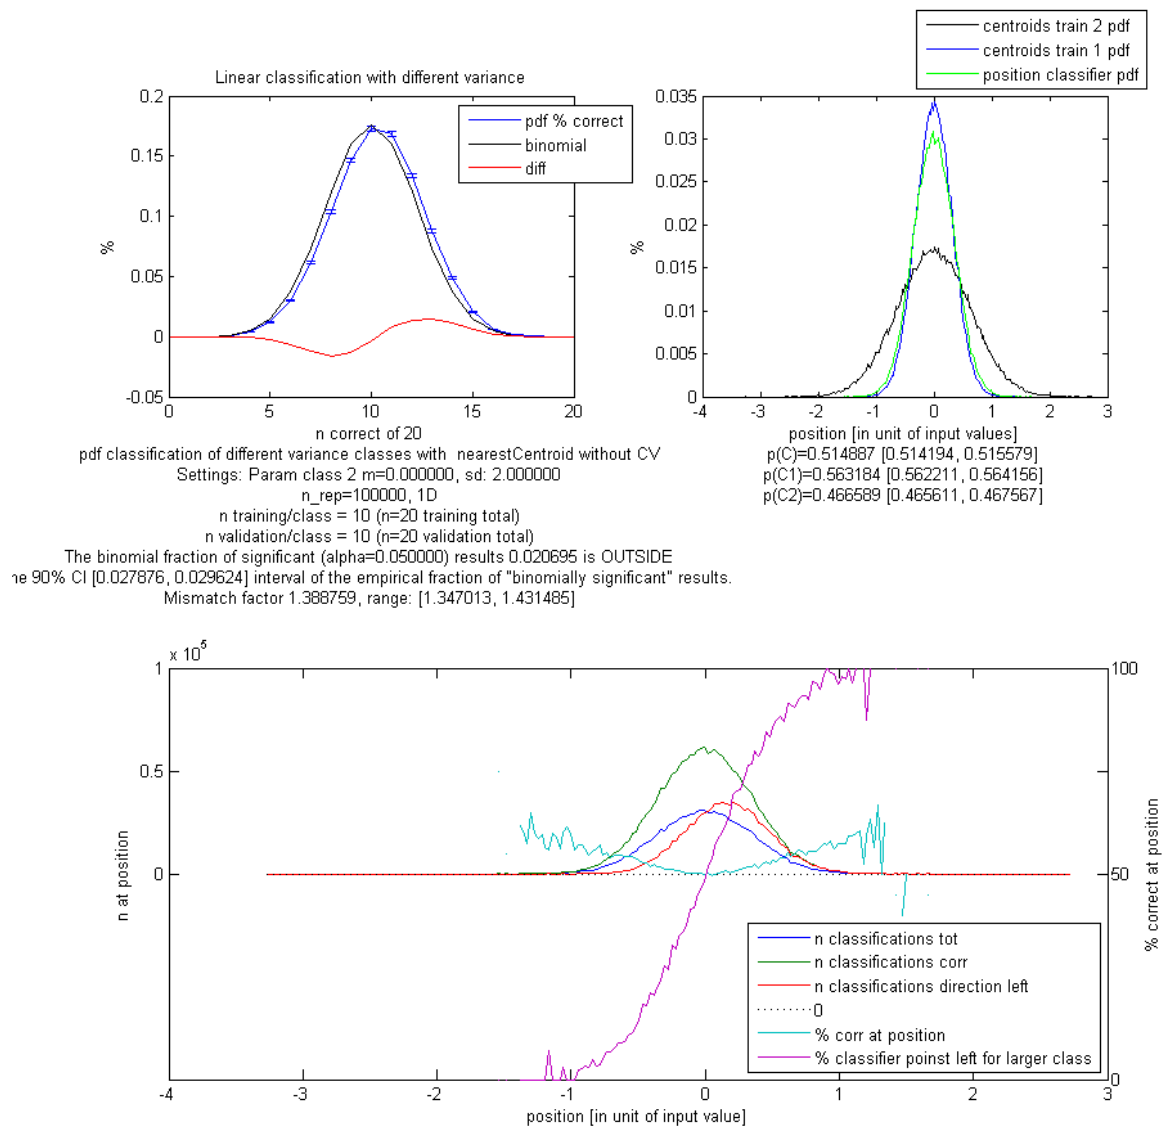 Linear classification with different variance
0.2
0.15
0.1
0.05
0
-0.05
%
0
5
10
15
20
n correct of 20
pdf % correct
binomial
diff
centroids train 2 pdf
centroids train 1 pdf
position classifier pdf
0.035
0.03
0.025
0.02
0.015
0.01
0.005
0
%
-4
-3
-2
-1
0
1
2
3
position [in unit of input values]
p(C)=0.514887 [0.514194, 0.515579]
p(C1)=0.563184 [0.562211, 0.564156]
p(C2)=0.466589 [0.465611, 0.467567]
pdf classification of different variance classes with nearestCentroid without CV
Settings: Param class 2 m=0.000000, sd: 2.000000
n_rep=100000, 1D
n training/class = 10 (n=20 training total)
n validation/class = 10 (n=20 validation total)
The binomial fraction of significant (alpha=0.050000) results 0.020695 is OUTSIDE
ne 90% CI [0.027876, 0.029624] interval of the empirical fraction of "binomially significant" results.
Mismatch factor 1.388759, range: [1.347013, 1.431485]
x 10^5
1
0.5
0
n at position
100
50
0
% correct at position
n classifications tot
n classifications corr
n classifications direction left
0
% corr at position
% classifier poinst left for larger class
-4
-3
-2
-1
0
1
2
3
position [in unit of input value]